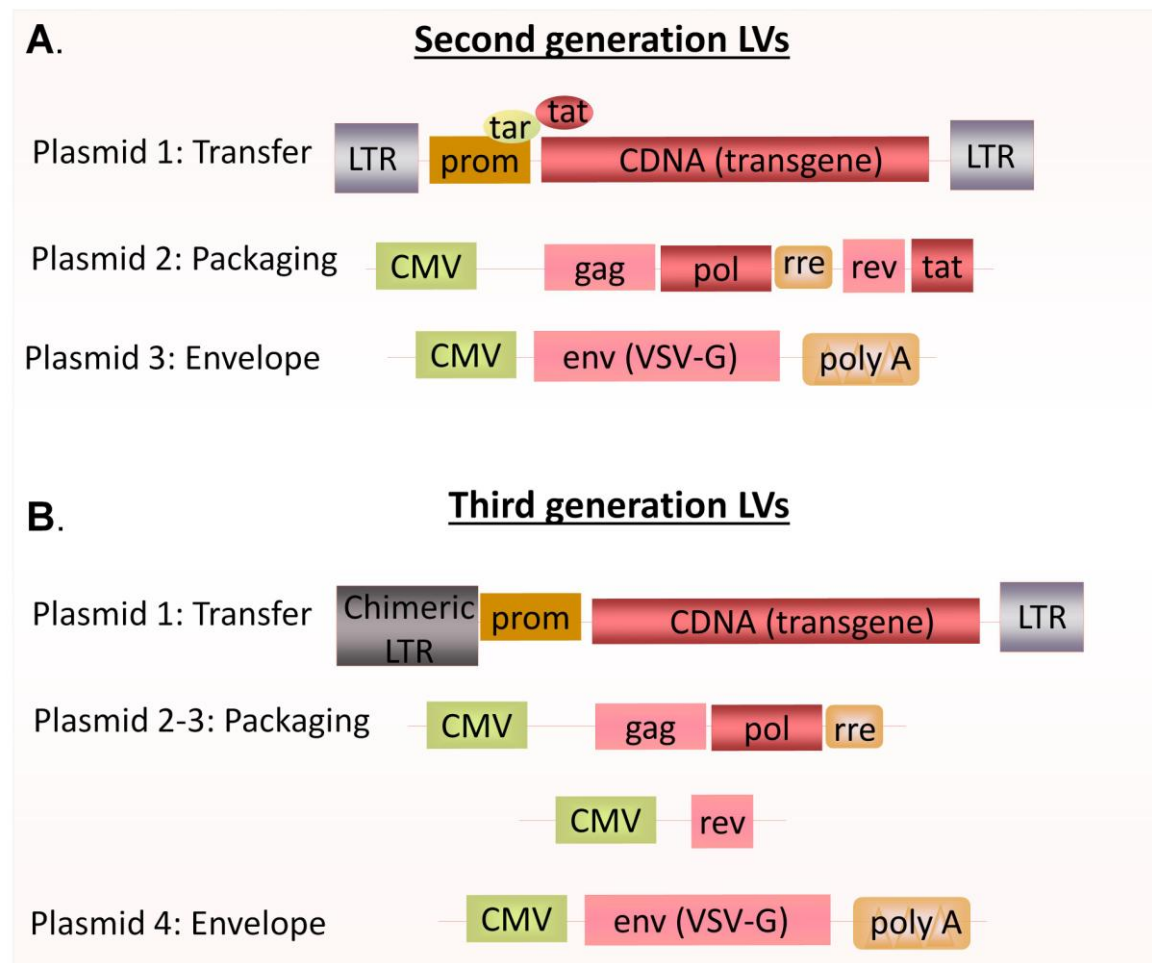 A.
Second generation LVs
tar
tat
Plasmid 1: Transfer
LTR
prom
CDNA (transgene)
LTR
Plasmid 2: Packaging
CMV
gag
pol
rre
rev
tat
Plasmid 3: Envelope
CMV
env (VSV-G)
poly A
B.
Third generation LVs
Plasmid 1: Transfer
Chimeric
LTR
prom
CDNA (transgene)
LTR
Plasmid 2-3: Packaging
CMV
gag
pol
rre
CMV
rev
Plasmid 4: Envelope
CMV
env (VSV-G)
poly A